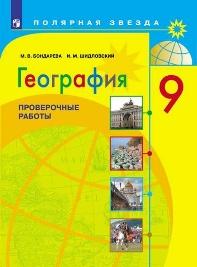 ПОЛЯРНАЯ ЗВЕЗДА
М. В. БОНДАРЕВА И. М. ШИДЛОВСКИЙ
География
ПРОВЕРОЧНЫЕ
РАБОТЫ
9